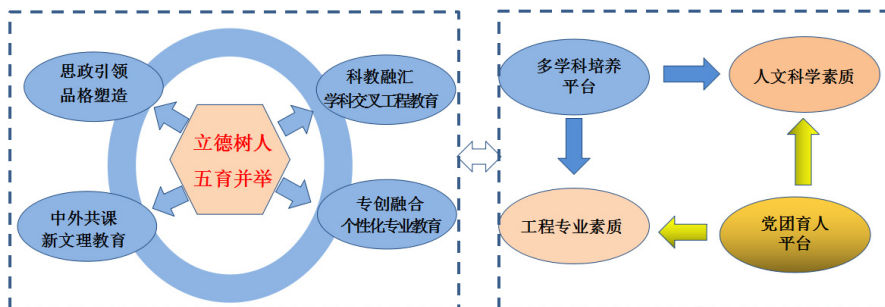 思政引领
品格塑造
科教融汇
学科交叉工程教育
立德树人
五育并举
中外共课
新文理教育
专创融合
个性化专业教育
多学科培养
平台
人文科学素质
工程专业素质
党团育人
平台